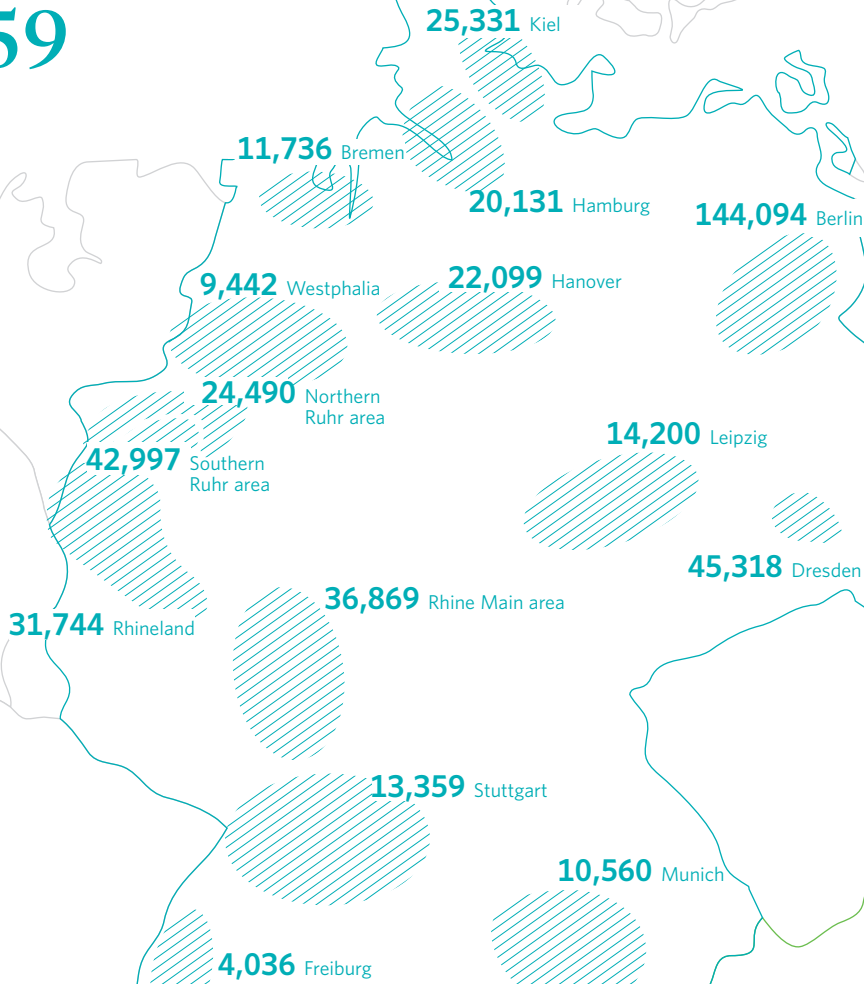 59
25,331 Kiel
11,736 Bremen
20,131 Hamburg
144,094 Berlin
9,442 Westphalia
22,099 Hanover
24,490 Northern
Ruhr area
14,200 Leipzig
42,997 Southern
Ruhr area
45,318 Dresden
36,869 Rhine Main area
31,744 Rhineland
13,359 Stuttgart
10,560 Munich
4,036 Freiburg